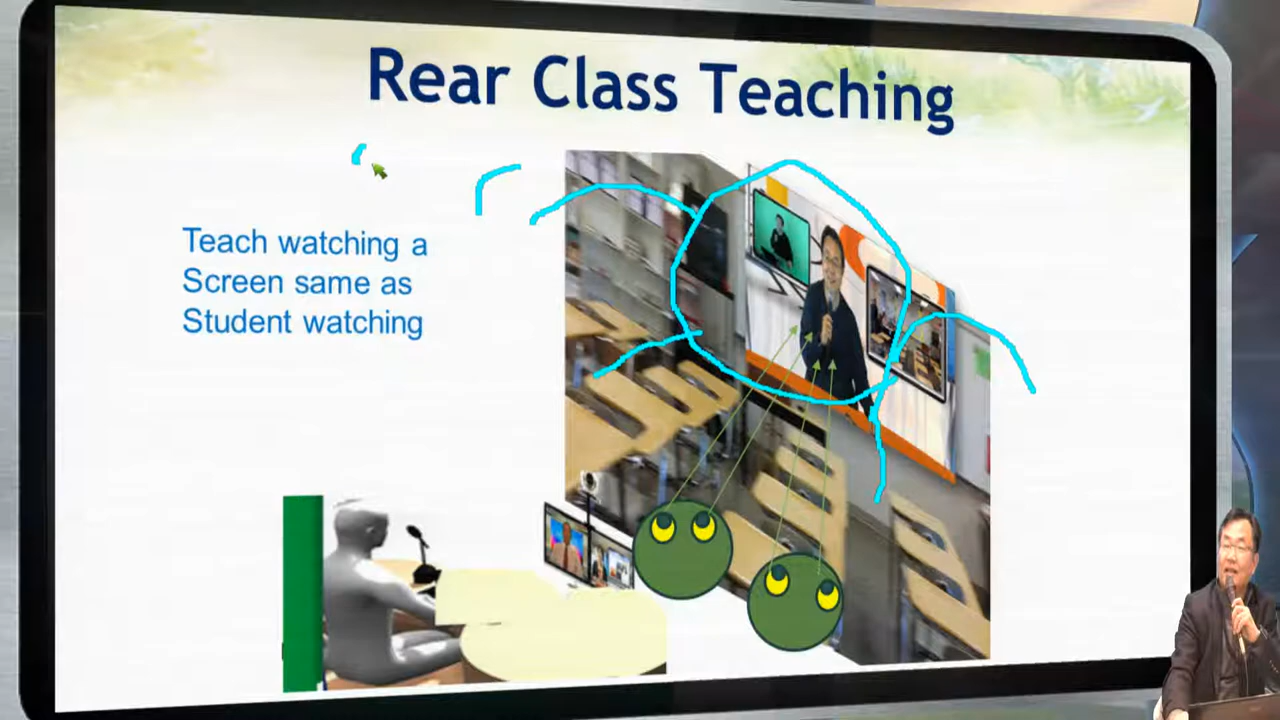 Rear Class Teaching
Teach watching a
Screen same as
Student watching